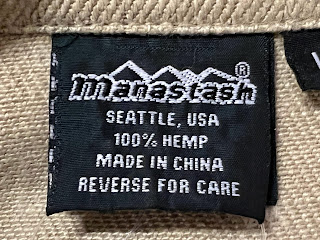 manastash®
SEATTLE, USA
100% HEMP
MADE IN CHINA
REVERSE FOR CARE